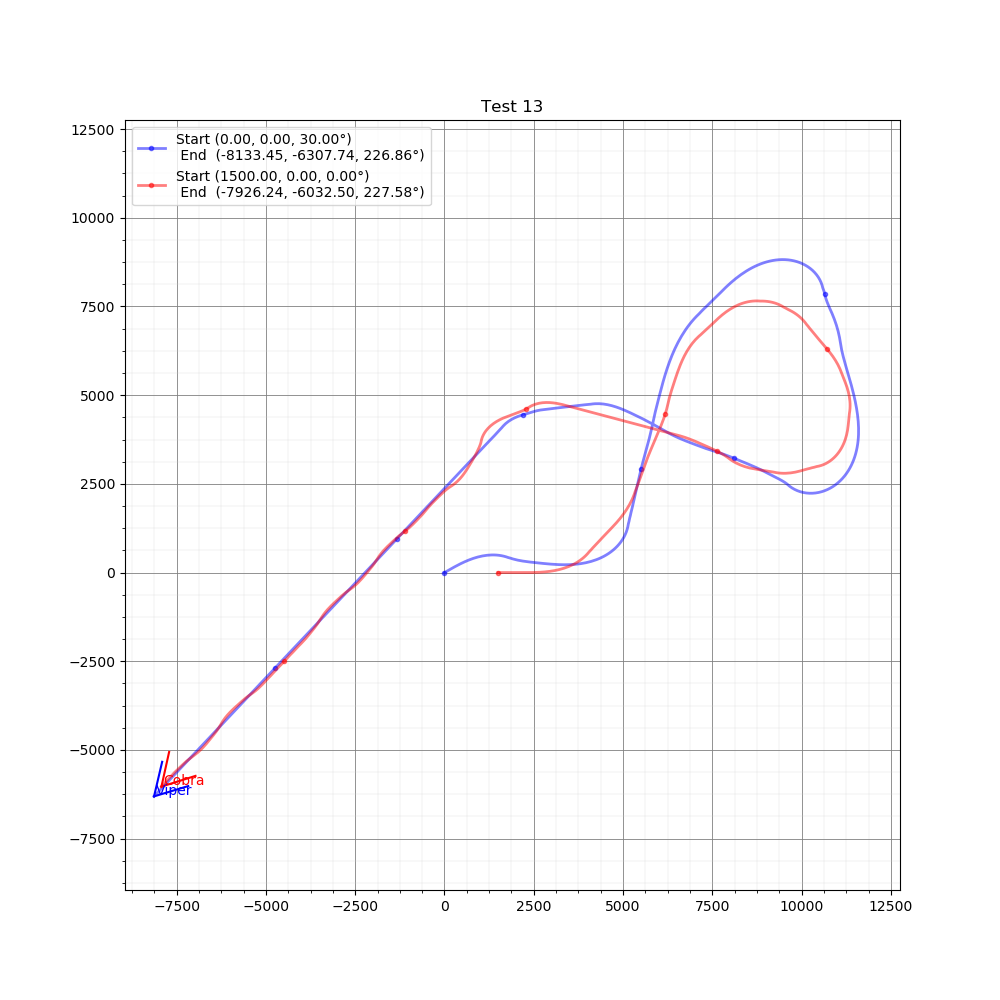 Test 13
Start (0.00, 0.00, 30.00°)
End (-8133.45, -6307.74, 226.86°)
Start (1500.00, 0.00, 0.00°)
End (-7926.24, -6032.50, 227.58°)
12500
10000
7500
5000
2500
0
−2500
−5000
−7500
Cobra
Viper
−7500 −5000 −2500 0 2500 5000 7500 10000 12500